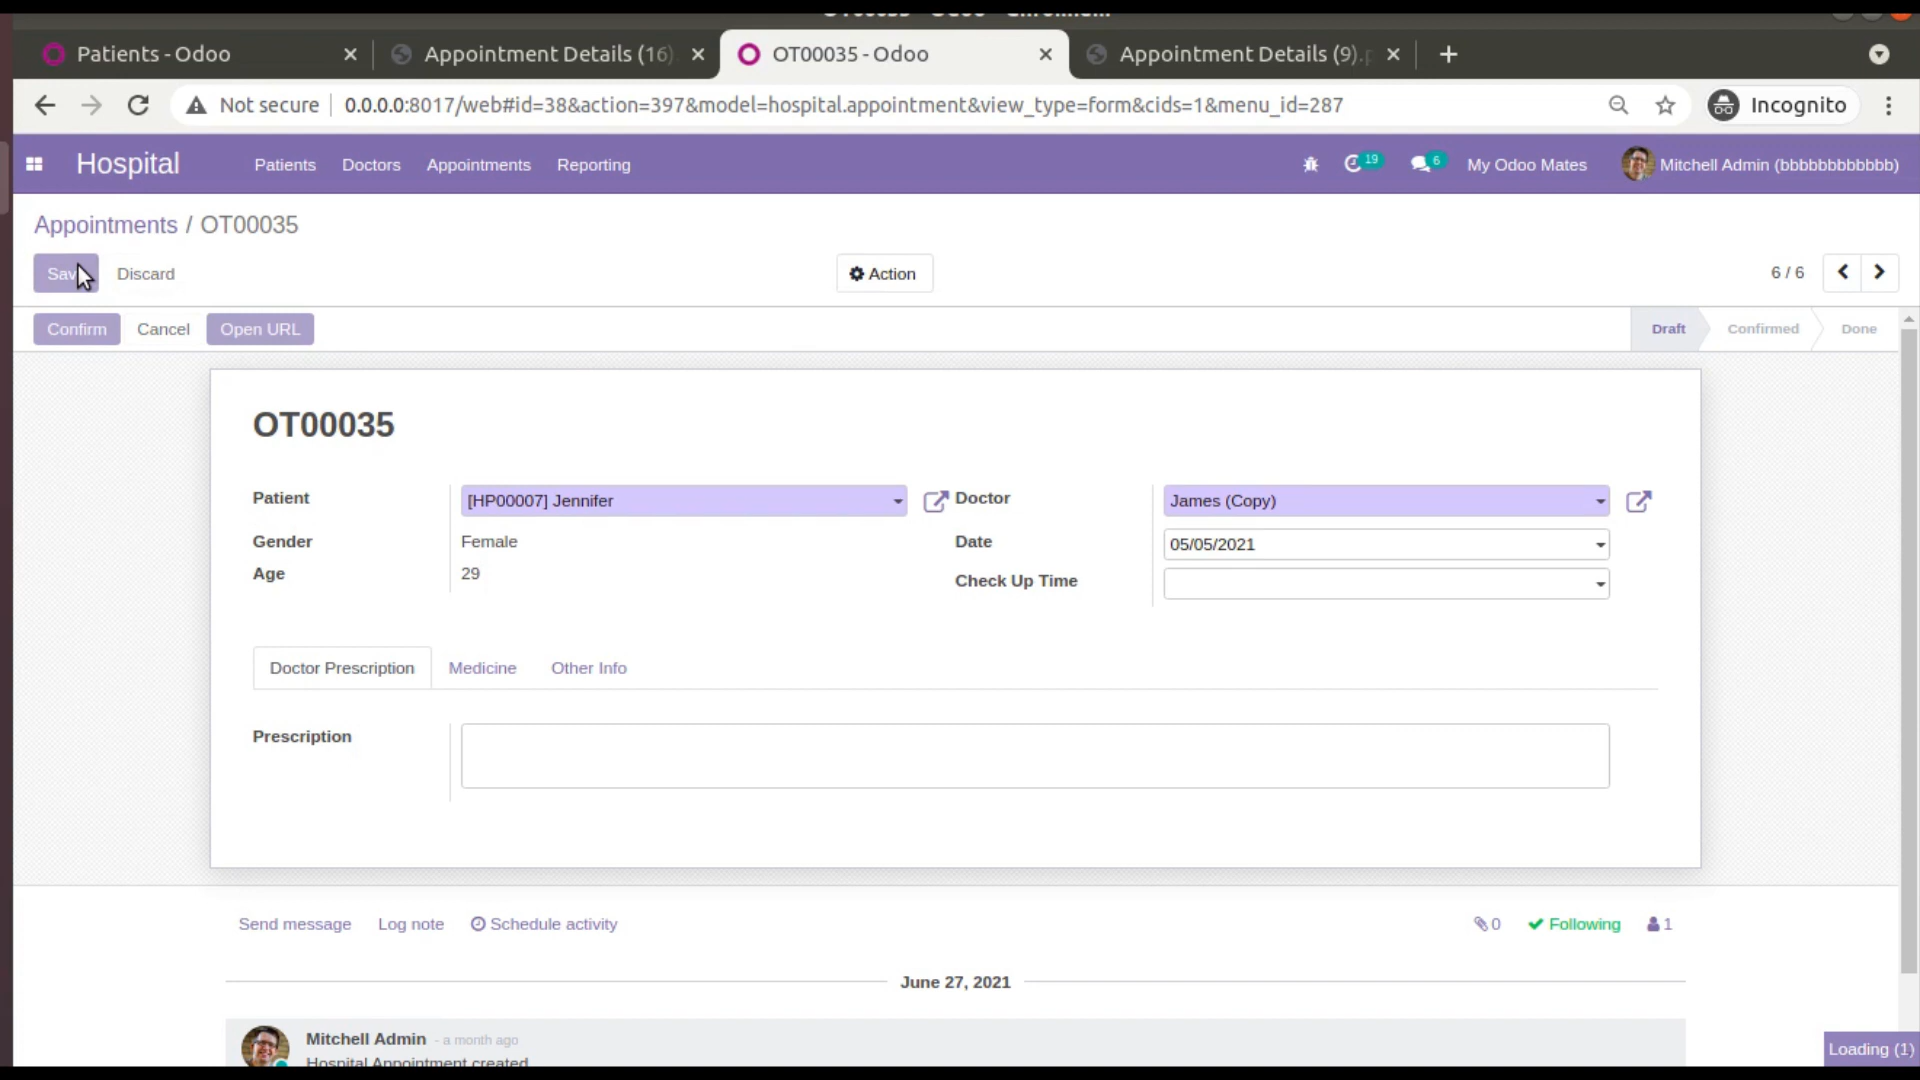 Patients - Odoo
Appointment Details (16)
OT00035 - Odoo
Appointment Details (9).p
Not secure
0.0.0.0:8017/web#id=38&action=397&model=hospital.appointment&view_type=form&cids=1&menu_id=287
Incognito
Hospital
Patients
Doctors
Appointments
Reporting
19
6
My Odoo Mates
Mitchell Admin (bbbbbbbbbbbb)
Appointments / OT00035
Sav
Discard
Action
6 / 6
Confirm
Cancel
Open URL
Draft
Confirmed
Done
OT00035
Patient
[HP00007] Jennifer
Doctor
James (Copy)
Gender
Female
Date
05/05/2021
Age
29
Check Up Time
Doctor Prescription
Medicine
Other Info
Prescription
Send message
Log note
Schedule activity
0
Following
1
June 27, 2021
Mitchell Admin - a month ago
Hospital Appointment created
Loading (1)